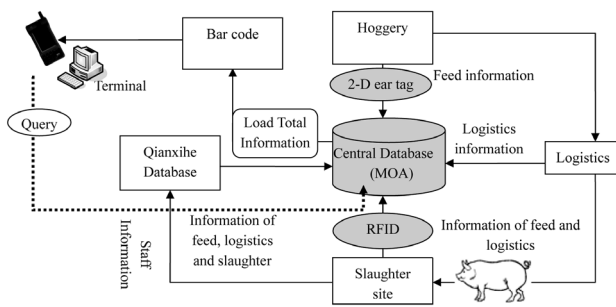 Bar code
Hoggery
Terminal
2-D ear tag
Feed information
Query
Load Total
Information
Logistics
information
Qianxihe
Database
Central Database
(MOA)
Logistics
Staff
Information
Information of
feed, logistics
and slaughter
RFID
Information of feed and
logistics
Slaughter
site